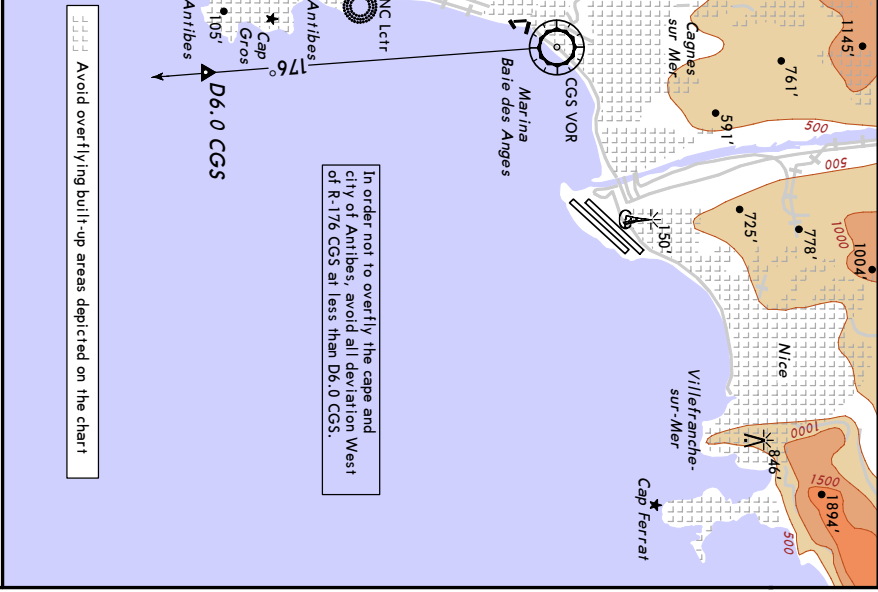 1145'
761'
591'
500
500
Cagnes
sur Mer
NC Lctr
Antibes
Cap
Gros
105'
Antibes
CGS VOR
Marina
Baie des Anges
176°
D6.0 CGS
1004'
1000
778'
725'
150'
In order not to overfly the cape and
city of Antibes, avoid all deviation West
of R-176 CGS at less than D6.0 CGS.
Nice
Villefranche-
sur-Mer
1000
846'
1500
1894'
500
Cap Ferrat
Avoid overflying built-up areas depicted on the chart